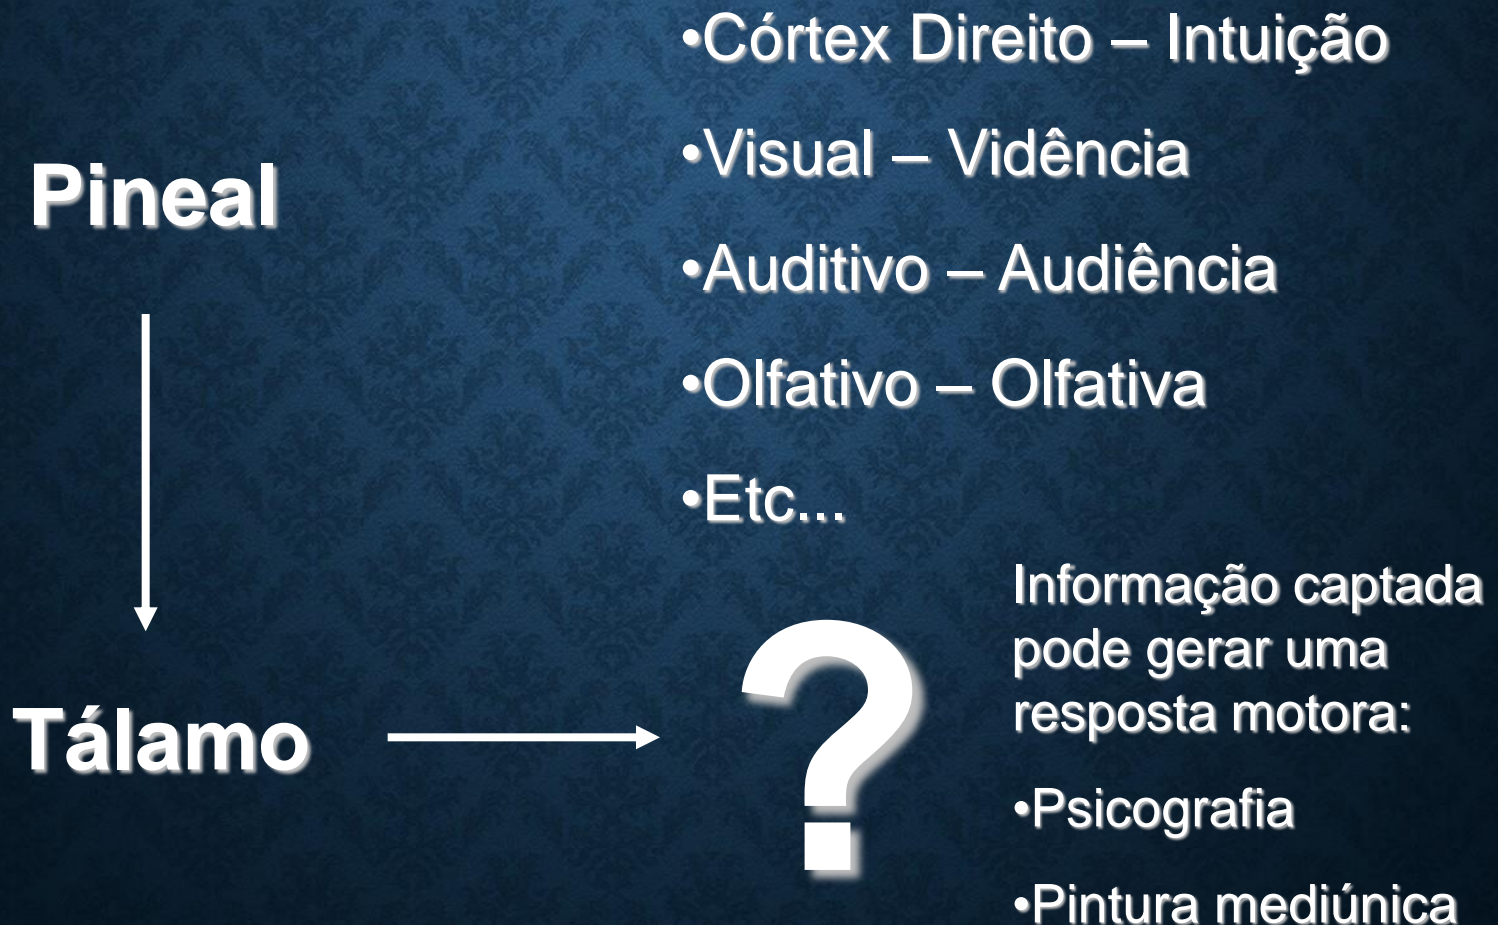 Pineal
Tálamo
•Córtex Direito – Intuição
•Visual – Vidência
•Auditivo – Audiência
•Olfativo – Olfativa
•Etc...
?
Informação captada
pode gerar uma
resposta motora:
•Psicografia
•Pintura mediúnica